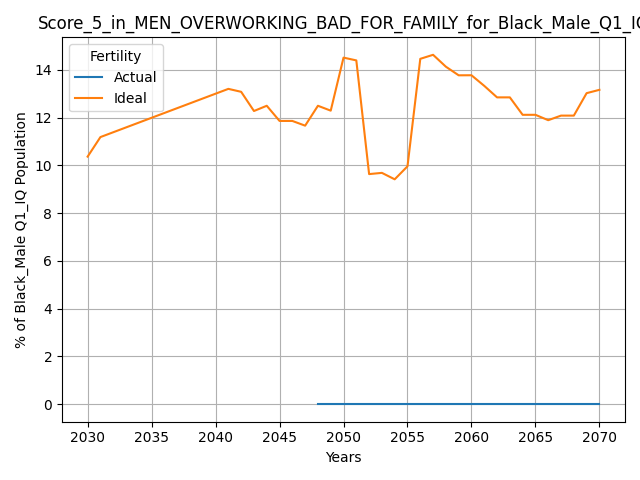 Score_5_in_MEN_OVERWORKING_BAD_FOR_FAMILY_for_Black_Male_Q1_IQ
Fertility
Actual
Ideal
% of Black_Male Q1_IQ Population
14
12
10
8
6
4
2
0
2030 2035 2040 2045 2050 2055 2060 2065 2070
Years